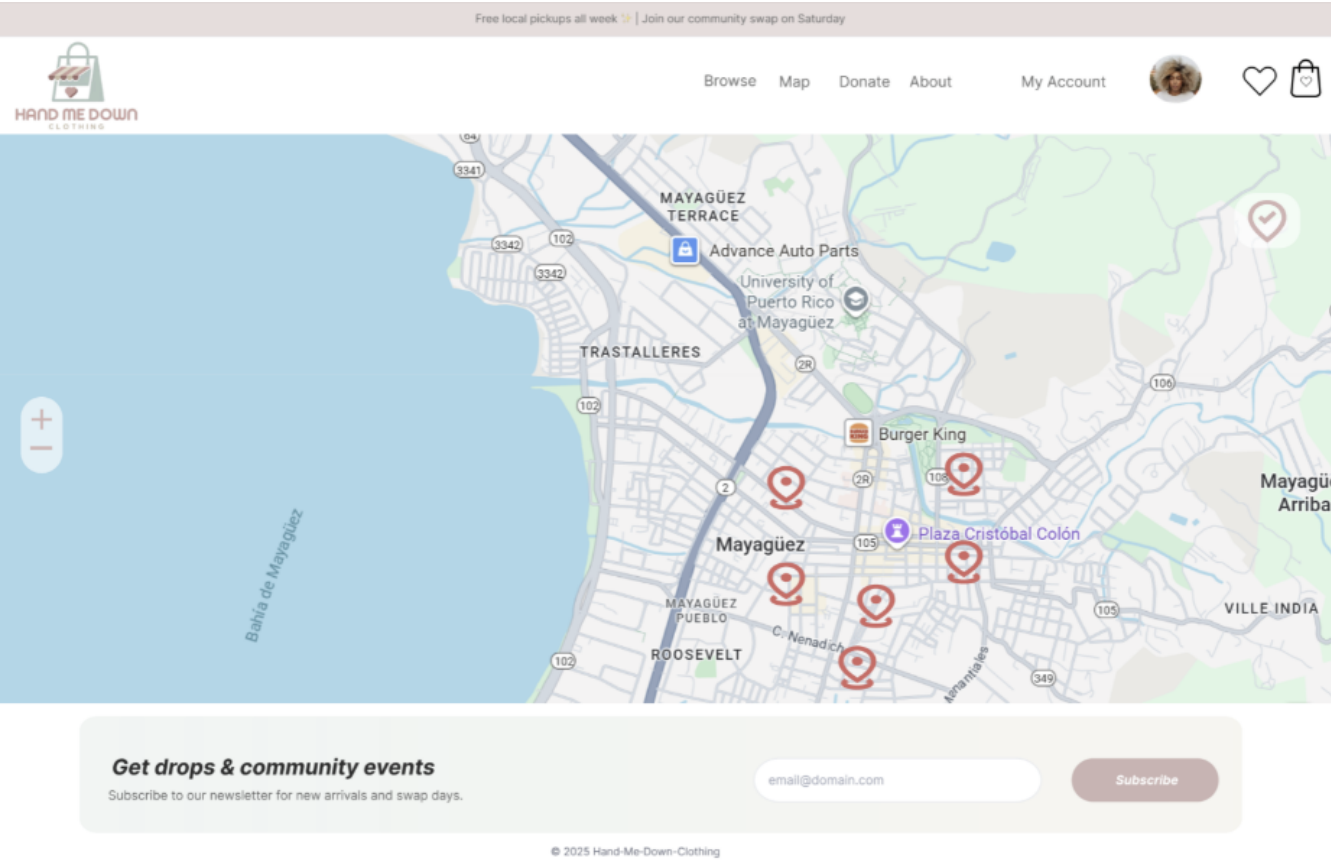 Free local pickups all week ✨ | Join our community swap on Saturday
HAND ME DOWN
CLOTHING
Browse
Map
Donate
About
My Account
64
3341
MAYAGÜEZ
TERRACE
3342
102
Advance Auto Parts
3342
University of
Puerto Rico
at Mayagüez
TRASTALLERES
2R
106
102
BURGER KING
Burger King
2
2R
108
Mayagü
Arriba
Plaza Cristóbal Colón
Mayagüez
105
Bahía de Mayagüez
MAYAGÜEZ
PUEBLO
105
VILLE INDIA
C. Nenadich
ROOSEVELT
102
349
Get drops & community events
Subscribe to our newsletter for new arrivals and swap days.
email@domain.com
Subscribe
© 2025 Hand-Me-Down-Clothing